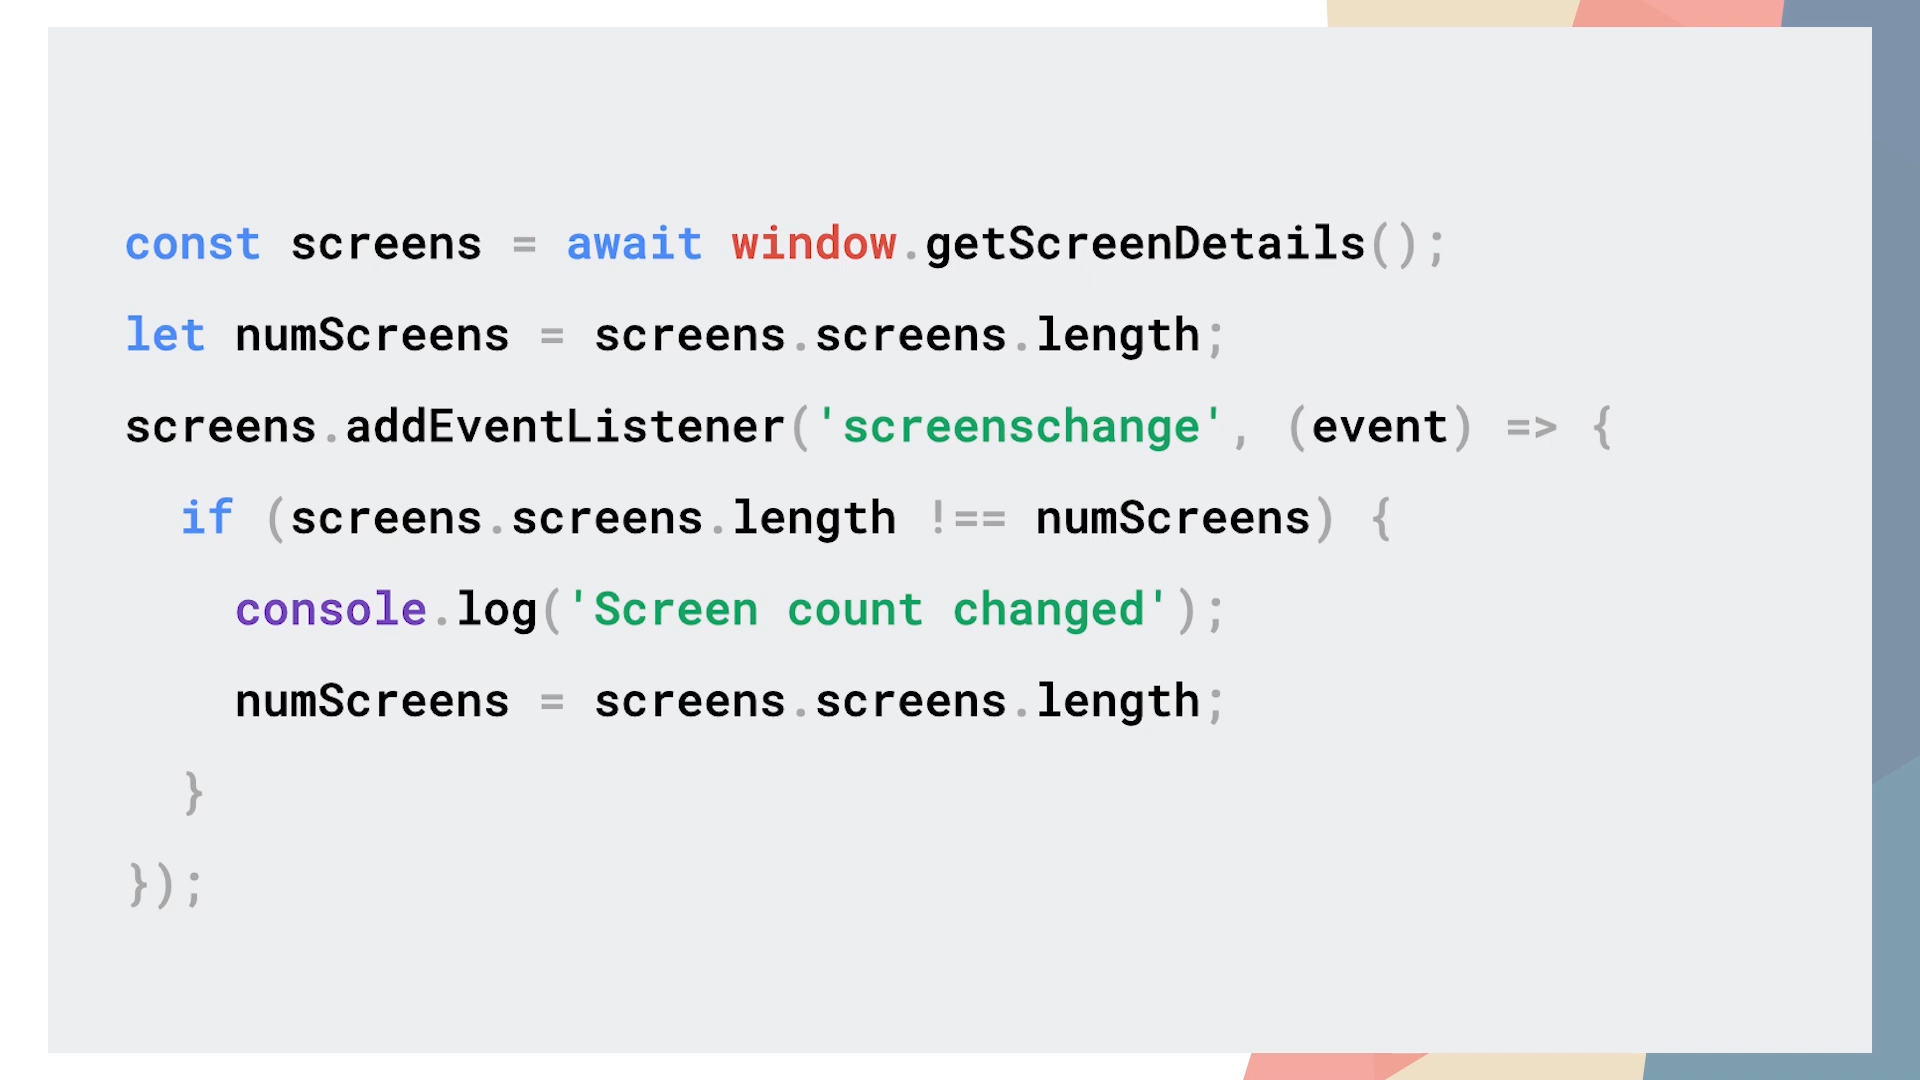 const screens = await window.getScreenDetails();
let numScreens = screens.screens.length;
screens.addEventListener('screenschange', (event) => {
  if (screens.screens.length !== numScreens) {
    console.log('Screen count changed');
    numScreens = screens.screens.length;
  }
});